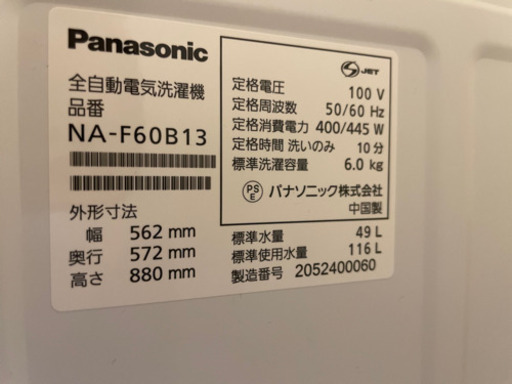 Panasonic
全自動電気洗濯機
品番
NA-F60B13
外形寸法
幅 562 mm
奥行 572 mm
高さ 880 mm
S JET
定格電圧 100 V
定格周波数 50/60 Hz
定格消費電力 400/445 W
定格時間 洗いのみ 10 分
標準洗濯容量 6.0 kg
PS E パナソニック株式会社
中国製
標準水量 49 L
標準使用水量 116 L
製造番号 2052400060